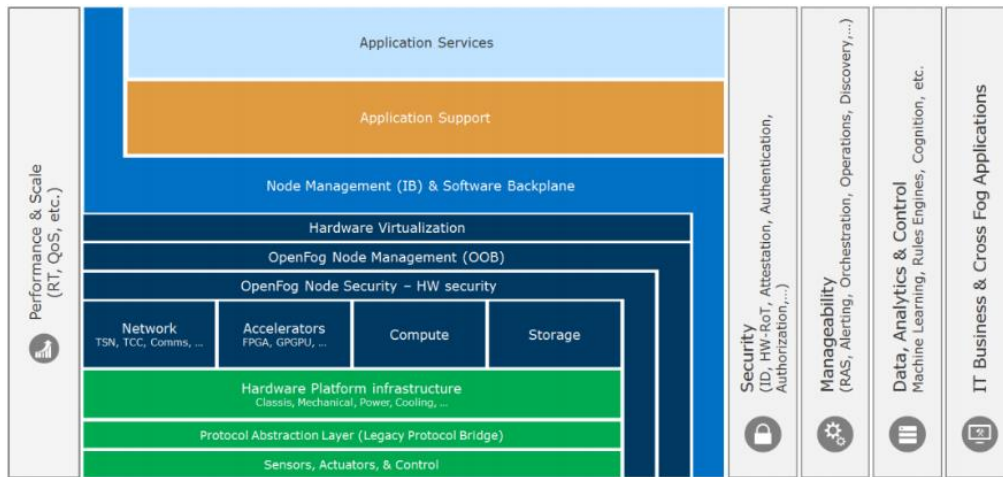 Performance & Scale
(RT, QoS, etc.)
Application Services
Application Support
Node Management (IB) & Software Backplane
Hardware Virtualization
OpenFog Node Management (OOB)
OpenFog Node Security – HW security
Network
TSN, TCC, Comms, ...
Accelerators
FPGA, GPGPU, ...
Compute
Storage
Hardware Platform infrastructure
Classis, Mechanical, Power, Cooling, ...
Protocol Abstraction Layer (Legacy Protocol Bridge)
Sensors, Actuators, & Control
Security
(ID, HW-RoT, Attestation, Authentication,
Authorization,...)
Manageability
(RAS, Alerting, Orchestration, Operations, Discovery,...)
Data, Analytics & Control
Machine Learning, Rules Engines, Cognition, etc.
IT Business & Cross Fog Applications